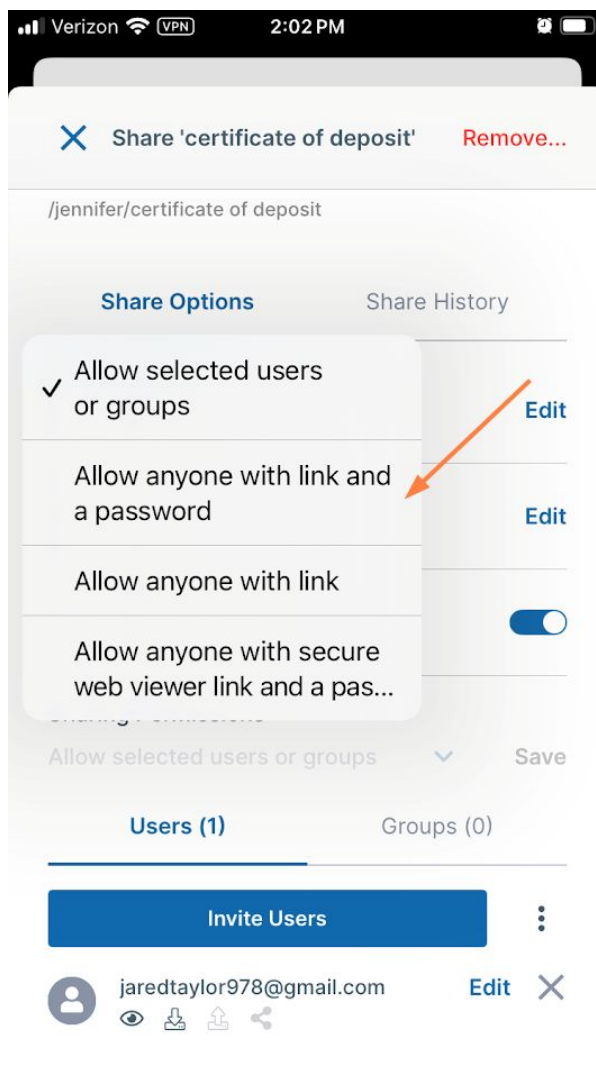 Verizon VPN 2:02 PM
Share 'certificate of deposit' Remove...
/jennifer/certificate of deposit
Share Options Share History
Allow selected users
or groups
Edit
Allow anyone with link and
a password
Edit
Allow anyone with link
Allow anyone with secure
web viewer link and a pas...
Sharing Permissions
Allow selected users or groups Save
Users (1) Groups (0)
Invite Users
jaredtaylor978@gmail.com Edit